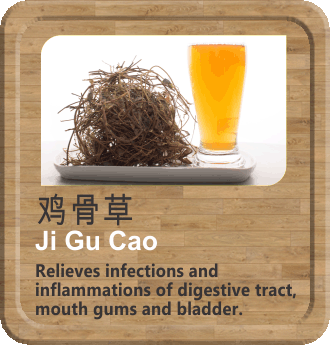 鸡骨草
Ji Gu Cao
Relieves infections and
inflammations of digestive tract,
mouth gums and bladder.